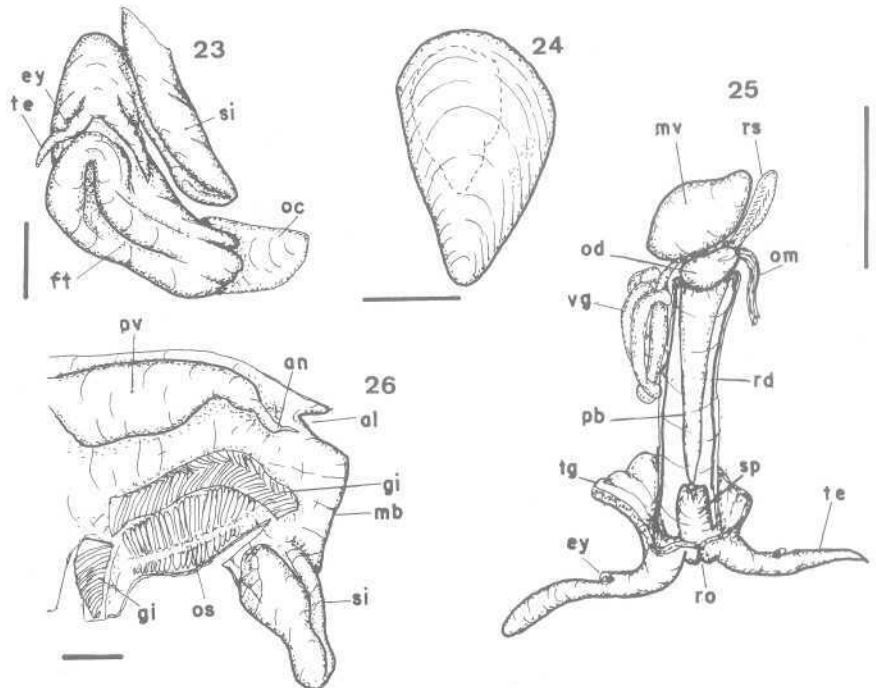 23
ey
te
si
oc
ft
24
25
mv
rs
od
om
vg
rd
pb
sp
tg
te
ey
ro
26
pv
an
al
gi
mb
si
gi
os